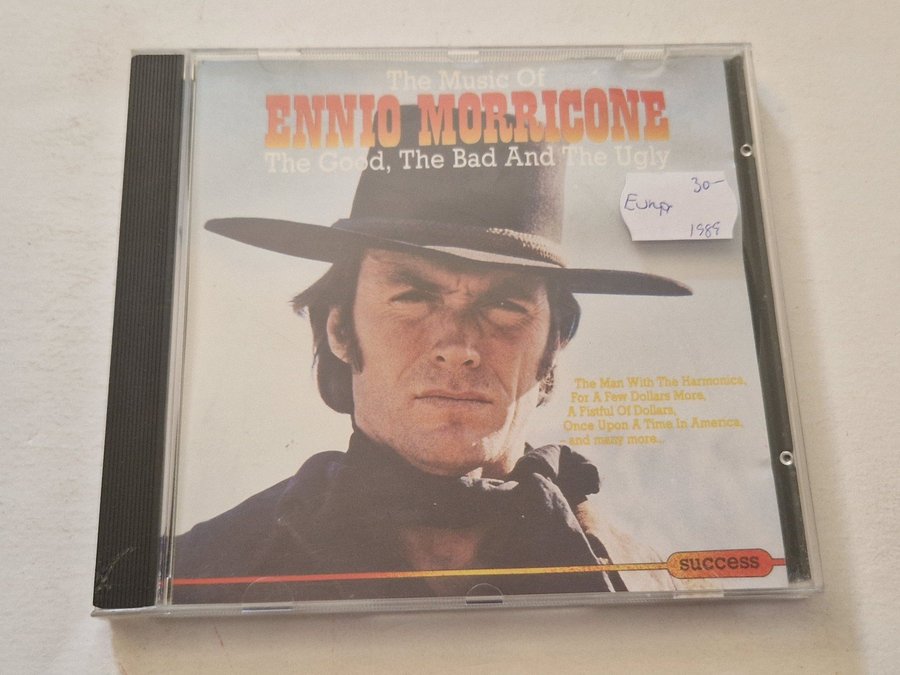 The Music Of
ENNIO MORRICONE
The Good, The Bad And The Ugly
30-
1989
The Man With The Harmonica,
For A Few Dollars More,
A Fistful Of Dollars,
Once Upon A Time In America,
and many more...
success